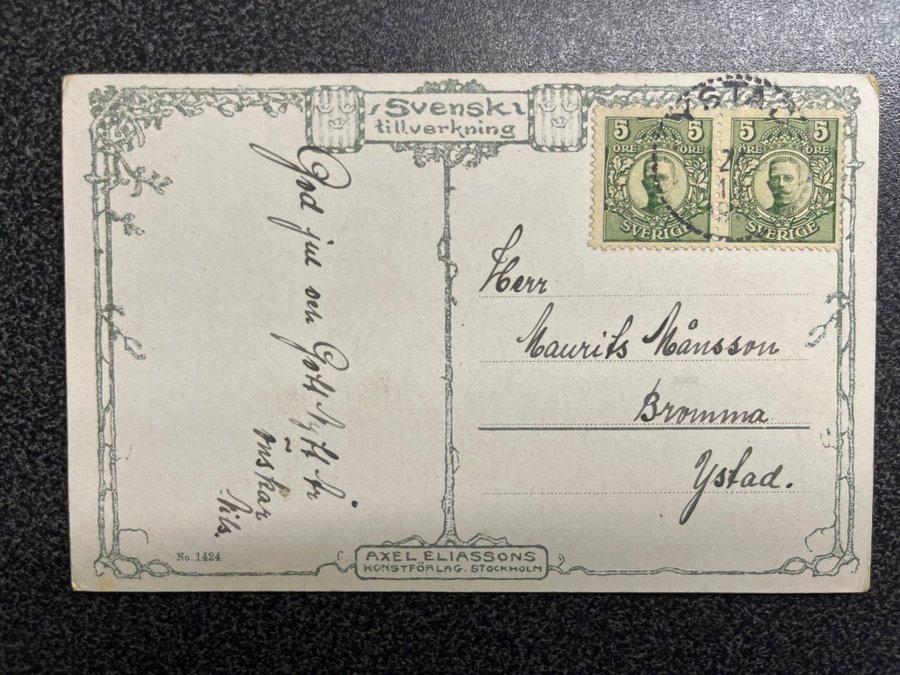 Svensk
tillverkning
God jul och Gott Nytt År
önskar
Nils.
5 5
ÖRE ÖRE
SVERIGE
5 5
ÖRE ÖRE
SVERIGE
YSTAD
Herr
Maurits Månsson
Bromma
Ystad.
No. 1424
AXEL ELIASSONS
KONSTFÖRLAG. STOCKHOLM